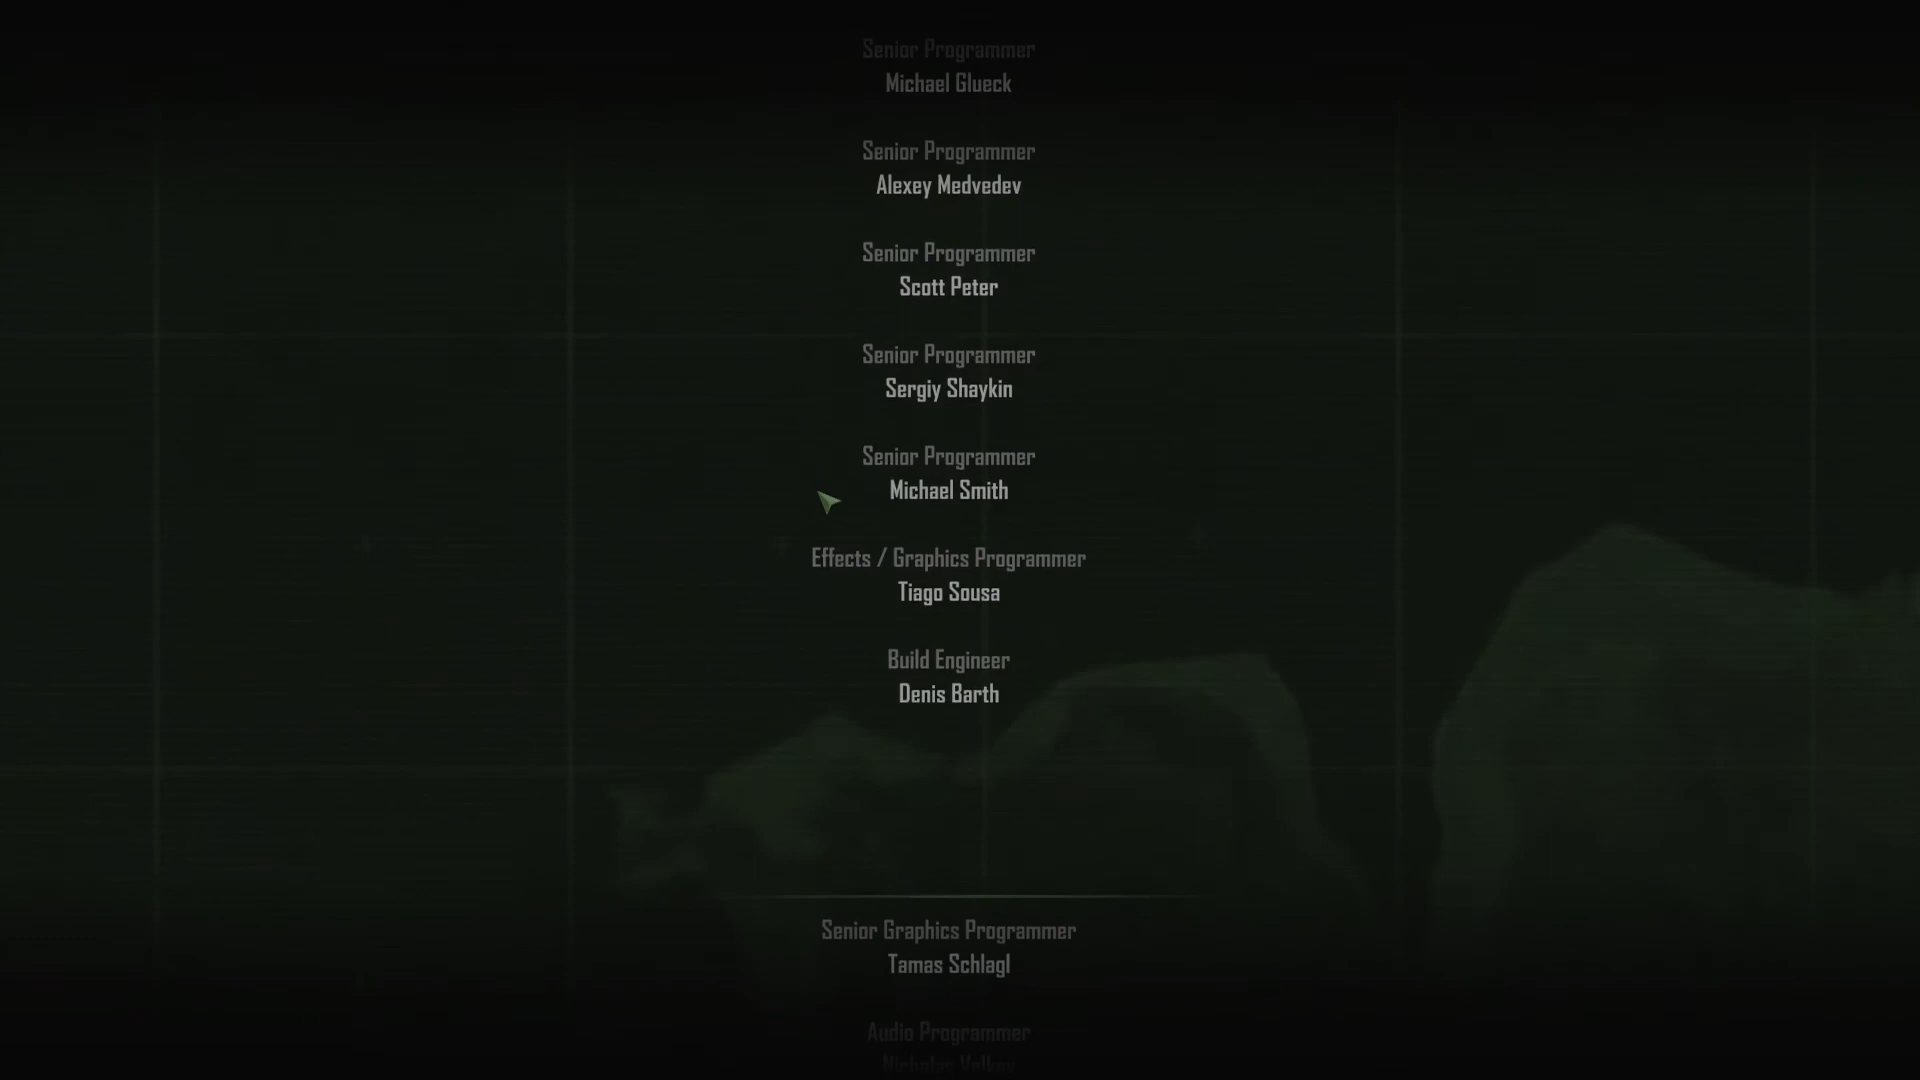 Senior Programmer
Michael Glueck
Senior Programmer
Alexey Medvedev
Senior Programmer
Scott Peter
Senior Programmer
Sergiy Shaykin
Senior Programmer
Michael Smith
Effects / Graphics Programmer
Tiago Sousa
Build Engineer
Denis Barth
Senior Graphics Programmer
Tamas Schlagl
Audio Programmer
Nicholas